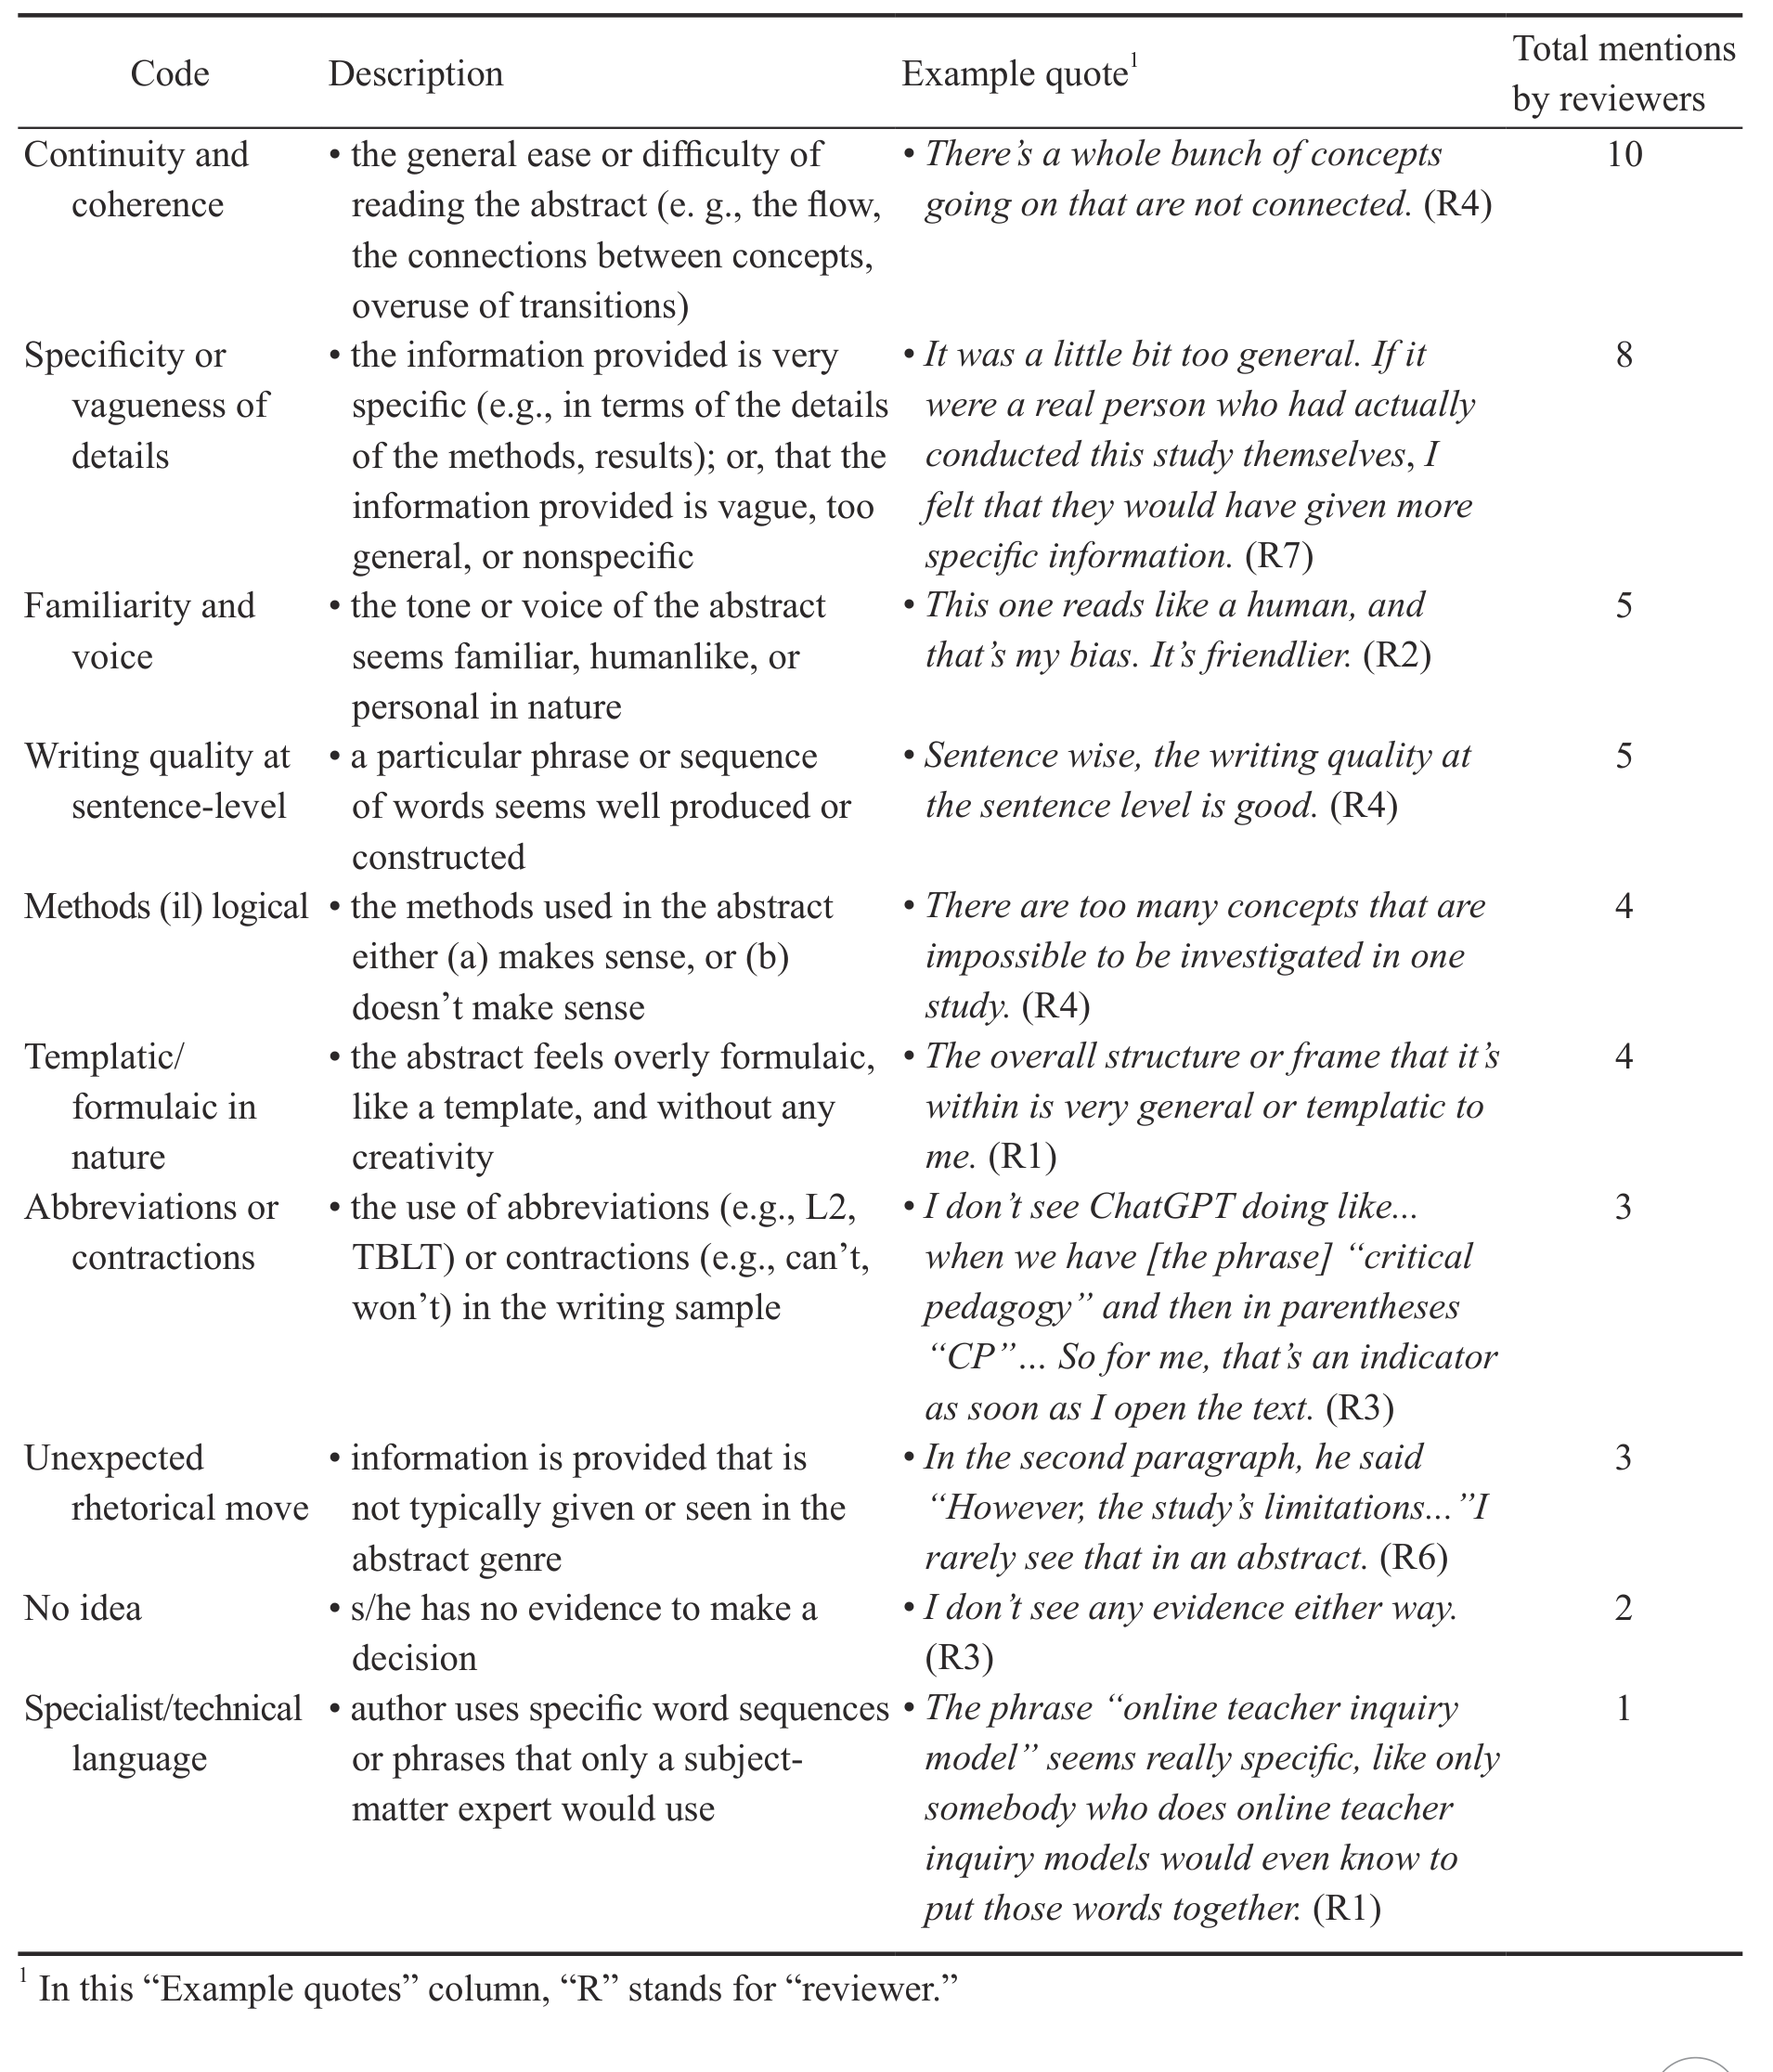 Code Description Example quote1 Total mentions by reviewers
Continuity and coherence
• the general ease or difficulty of
reading the abstract (e. g., the flow,
the connections between concepts,
overuse of transitions)
• There’s a whole bunch of concepts
going on that are not connected. (R4)
10
Specificity or
vagueness of
details
• the information provided is very
specific (e.g., in terms of the details
of the methods, results); or, that the
information provided is vague, too
general, or nonspecific
• It was a little bit too general. If it
were a real person who had actually
conducted this study themselves, I
felt that they would have given more
specific information. (R7)
8
Familiarity and
voice
• the tone or voice of the abstract
seems familiar, humanlike, or
personal in nature
• This one reads like a human, and
that’s my bias. It’s friendlier. (R2)
5
Writing quality at
sentence-level
• a particular phrase or sequence
of words seems well produced or
constructed
• Sentence wise, the writing quality at
the sentence level is good. (R4)
5
Methods (il) logical
• the methods used in the abstract
either (a) makes sense, or (b)
doesn’t make sense
• There are too many concepts that are
impossible to be investigated in one
study. (R4)
4
Templatic/
formulaic in
nature
• the abstract feels overly formulaic,
like a template, and without any
creativity
• The overall structure or frame that it’s
within is very general or templatic to
me. (R1)
4
Abbreviations or
contractions
• the use of abbreviations (e.g., L2,
TBLT) or contractions (e.g., can’t,
won’t) in the writing sample
• I don’t see ChatGPT doing like...
when we have [the phrase] “critical
pedagogy” and then in parentheses
“CP”... So for me, that’s an indicator
as soon as I open the text. (R3)
3
Unexpected
rhetorical move
• information is provided that is
not typically given or seen in the
abstract genre
• In the second paragraph, he said
“However, the study’s limitations...”I
rarely see that in an abstract. (R6)
3
No idea
• s/he has no evidence to make a
decision
• I don’t see any evidence either way.
(R3)
2
Specialist/technical
language
• author uses specific word sequences
or phrases that only a subject-
matter expert would use
• The phrase “online teacher inquiry
model” seems really specific, like only
somebody who does online teacher
inquiry models would even know to
put those words together. (R1)
1
1 In this “Example quotes” column, “R” stands for “reviewer.”